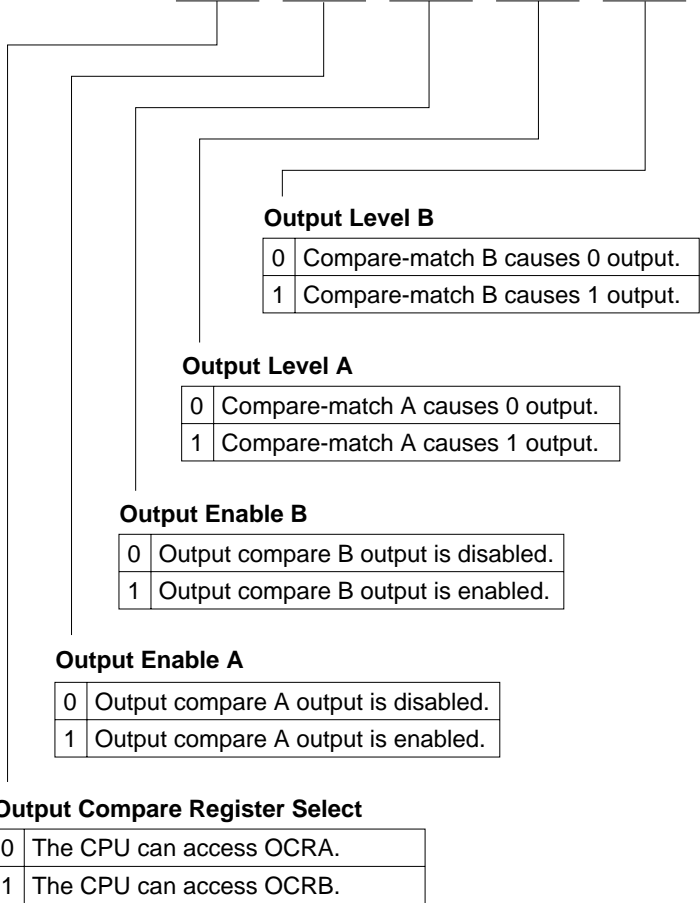 Output Level B
0 Compare-match B causes 0 output.
1 Compare-match B causes 1 output.
Output Level A
0 Compare-match A causes 0 output.
1 Compare-match A causes 1 output.
Output Enable B
0 Output compare B output is disabled.
1 Output compare B output is enabled.
Output Enable A
0 Output compare A output is disabled.
1 Output compare A output is enabled.
Output Compare Register Select
0 The CPU can access OCRA.
1 The CPU can access OCRB.